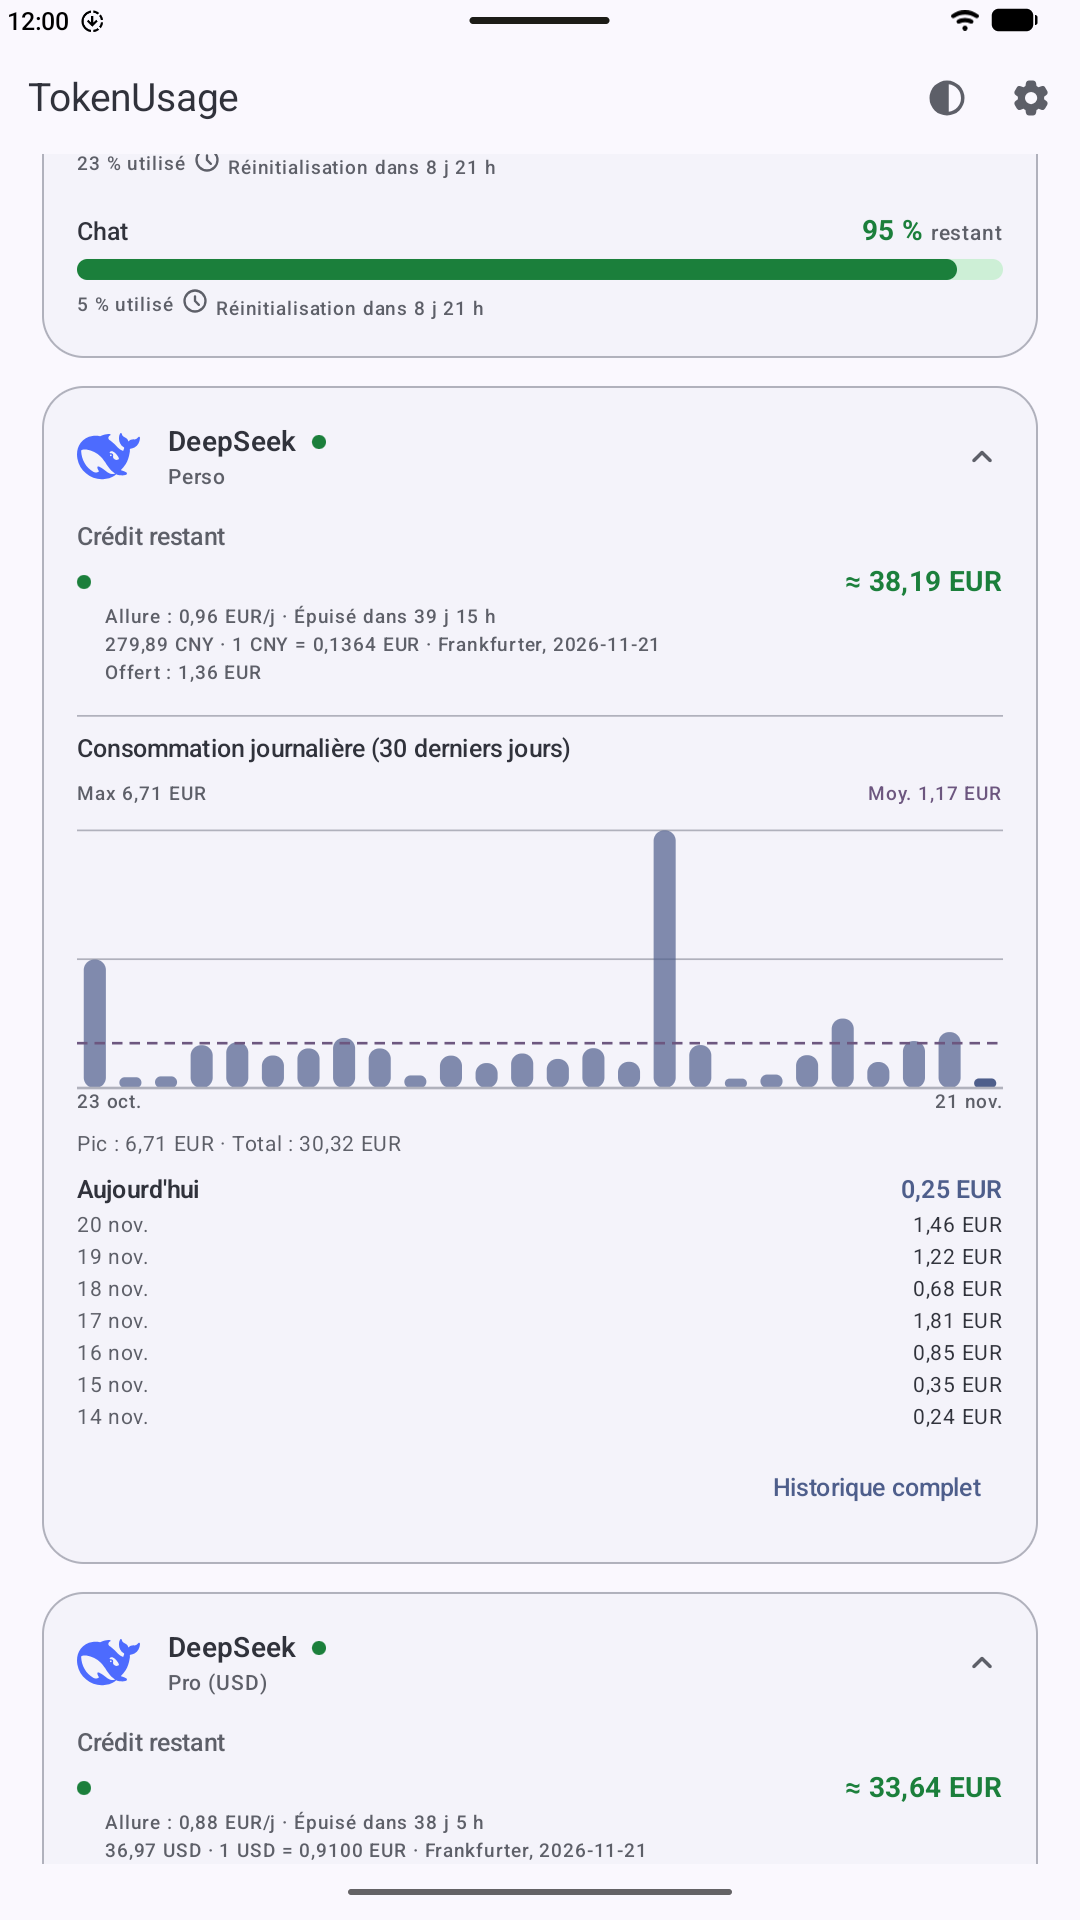 12:00
TokenUsage
23 % utilisé Réinitialisation dans 8 j 21 h
Chat 95 % restant
5 % utilisé Réinitialisation dans 8 j 21 h
DeepSeek
Perso
Crédit restant
≈ 38,19 EUR
Allure : 0,96 EUR/j · Épuisé dans 39 j 15 h
279,89 CNY · 1 CNY = 0,1364 EUR · Frankfurter, 2026-11-21
Offert : 1,36 EUR
Consommation journalière (30 derniers jours)
Max 6,71 EUR Moy. 1,17 EUR
23 oct. 21 nov.
Pic : 6,71 EUR · Total : 30,32 EUR
Aujourd'hui 0,25 EUR
20 nov. 1,46 EUR
19 nov. 1,22 EUR
18 nov. 0,68 EUR
17 nov. 1,81 EUR
16 nov. 0,85 EUR
15 nov. 0,35 EUR
14 nov. 0,24 EUR
Historique complet
DeepSeek
Pro (USD)
Crédit restant
≈ 33,64 EUR
Allure : 0,88 EUR/j · Épuisé dans 38 j 5 h
36,97 USD · 1 USD = 0,9100 EUR · Frankfurter, 2026-11-21